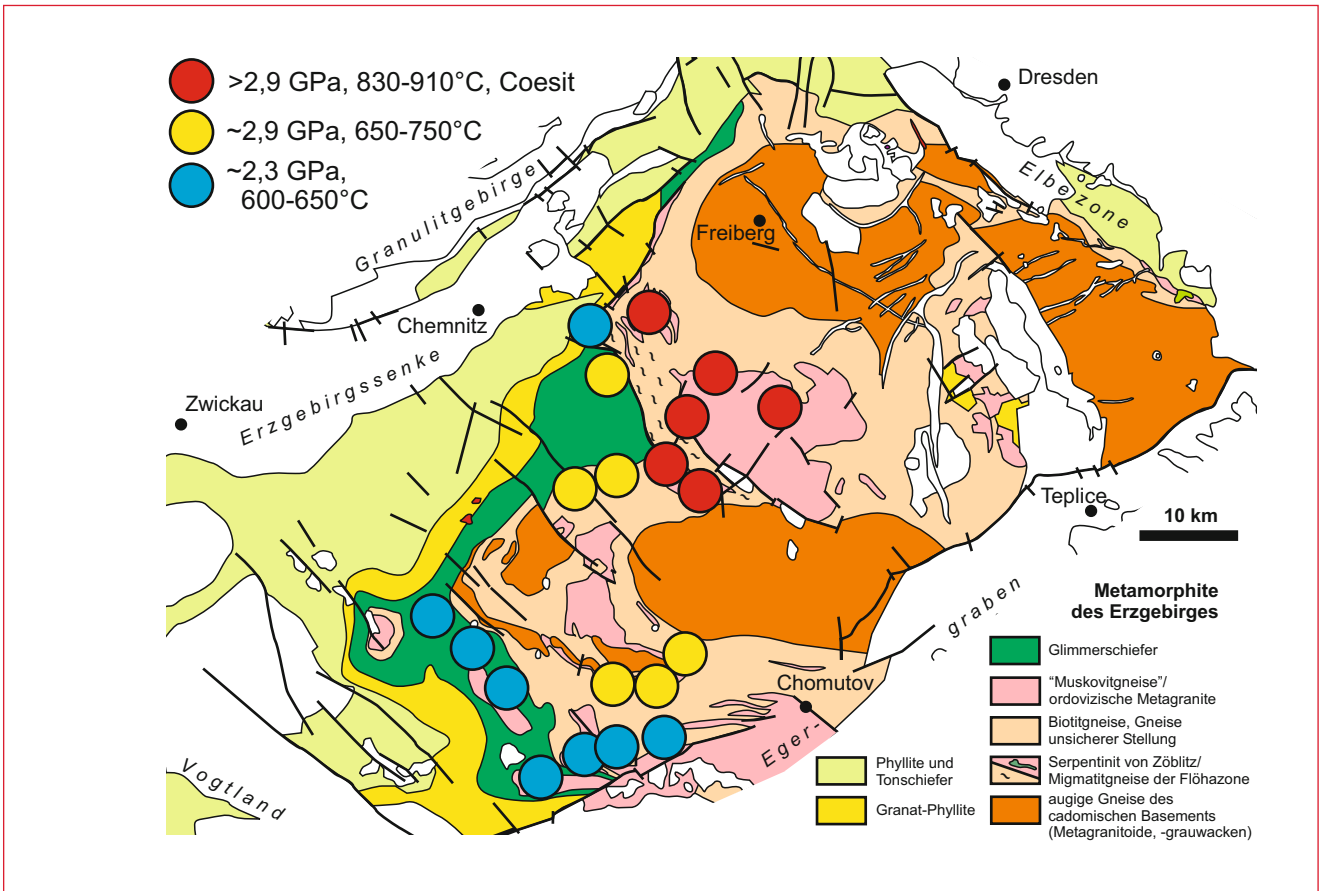 >2,9 GPa, 830-910°C, Coesit
~2,9 GPa, 650-750°C
~2,3 GPa,
600-650°C
Dresden
Elbezone
Granulitgebirge
Freiberg
Chemnitz
Erzgebirgssenke
Zwickau
Teplice
10 km
Chomutov
Eger-
graben
Vogtland
Metamorphite
des Erzgebirges
Glimmerschiefer
“Muskovitgneise”/
ordovizische Metagranite
Biotitgneise, Gneise
unsicherer Stellung
Serpentinit von Zöblitz/
Migmatitgneise der Flöhazone
augige Gneise des
cadomischen Basements
(Metagranitoide, -grauwacken)
Phyllite und
Tonschiefer
Granat-Phyllite